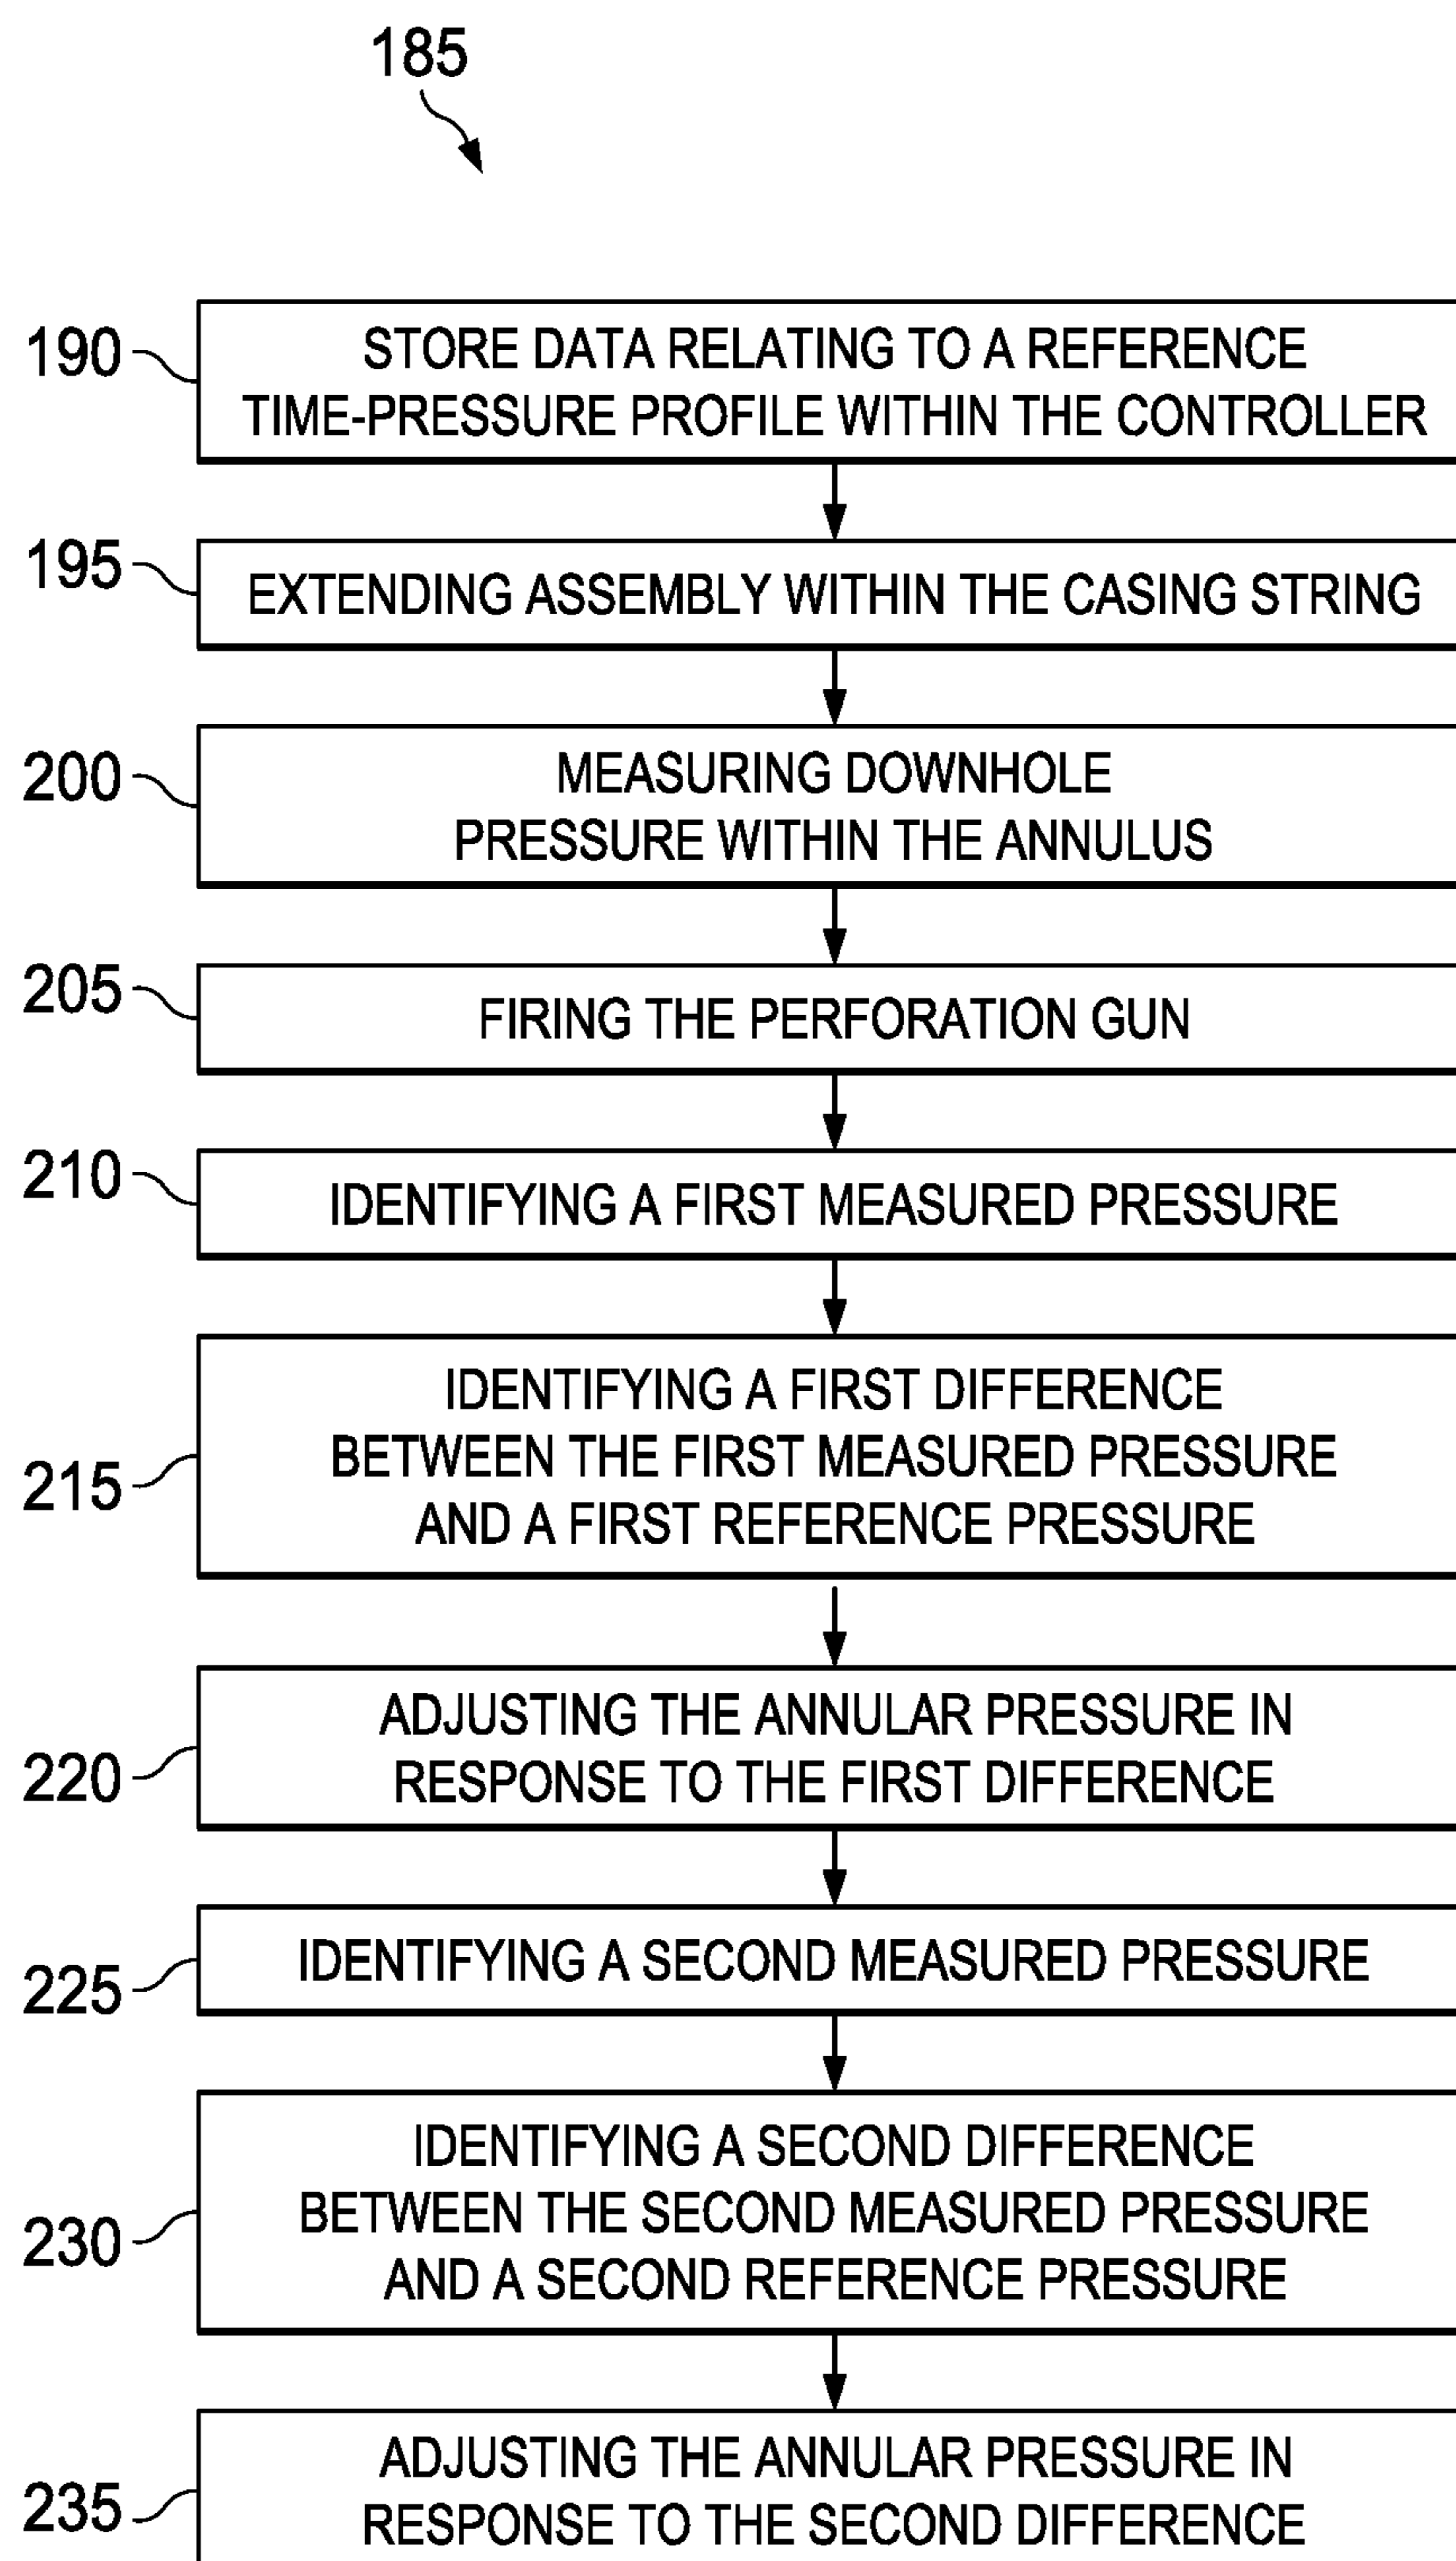 185
190
STORE DATA RELATING TO A REFERENCE
TIME-PRESSURE PROFILE WITHIN THE CONTROLLER
195
EXTENDING ASSEMBLY WITHIN THE CASING STRING
200
MEASURING DOWNHOLE
PRESSURE WITHIN THE ANNULUS
205
FIRING THE PERFORATION GUN
210
IDENTIFYING A FIRST MEASURED PRESSURE
215
IDENTIFYING A FIRST DIFFERENCE
BETWEEN THE FIRST MEASURED PRESSURE
AND A FIRST REFERENCE PRESSURE
220
ADJUSTING THE ANNULAR PRESSURE IN
RESPONSE TO THE FIRST DIFFERENCE
225
IDENTIFYING A SECOND MEASURED PRESSURE
230
IDENTIFYING A SECOND DIFFERENCE
BETWEEN THE SECOND MEASURED PRESSURE
AND A SECOND REFERENCE PRESSURE
235
ADJUSTING THE ANNULAR PRESSURE IN
RESPONSE TO THE SECOND DIFFERENCE